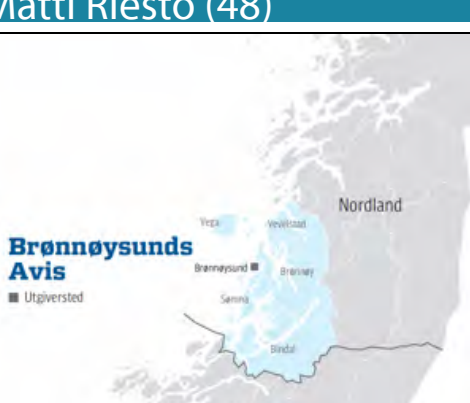 Matti Riesto (48)
Nordland
Vega
Vevelstad
Brønnøysunds
Avis
Brønnøysund
Brønnøy
Utgiversted
Sømna
Bindal